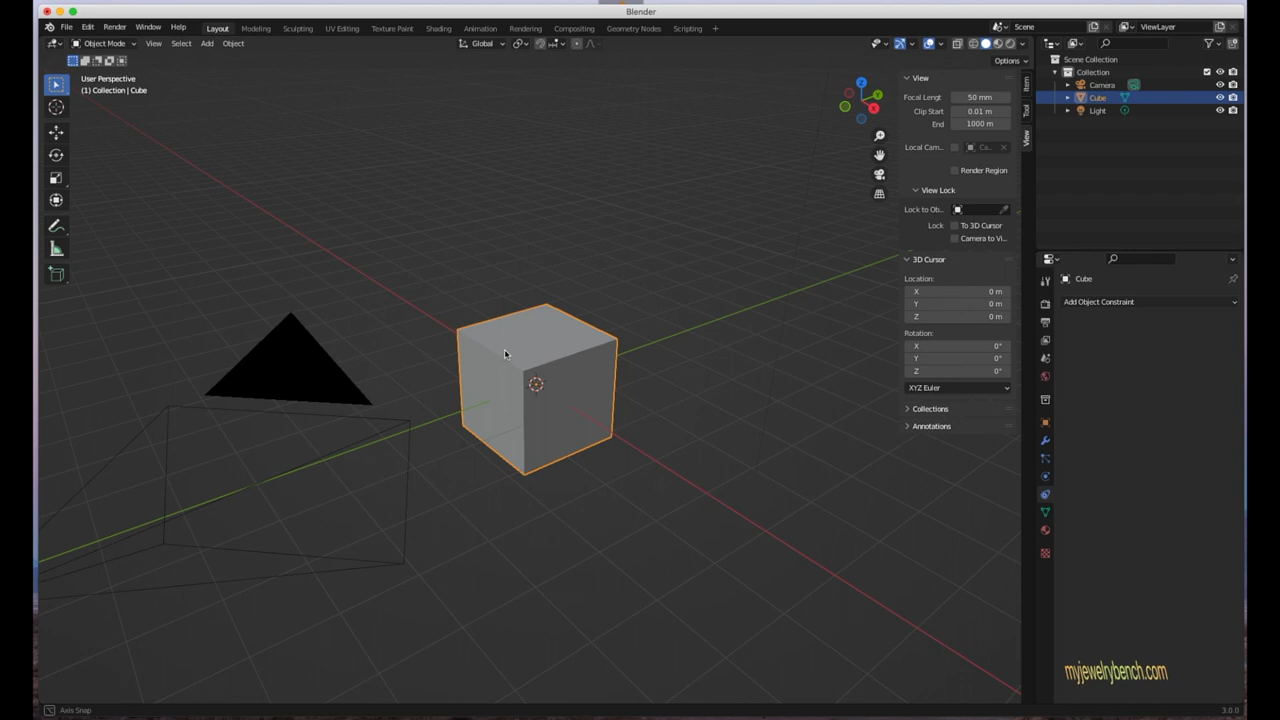 Blender
File Edit Render Window Help Layout Modeling Sculpting UV Editing Texture Paint Shading Animation Rendering Compositing Geometry Nodes Scripting + Scene ViewLayer
Object Mode View Select Add Object Global
Options
User Perspective
(1) Collection | Cube
X
Y
Z
View
Focal Lengt 50 mm
Clip Start 0.01 m
End 1000 m
Local Cam... Ca...
Render Region
View Lock
Lock to Ob...
Lock To 3D Cursor
Camera to Vi...
3D Cursor
Location:
X 0 m
Y 0 m
Z 0 m
Rotation:
X 0°
Y 0°
Z 0°
XYZ Euler
Collections
Annotations
Item
Tool
View
Scene Collection
Collection
Camera
Cube
Light
Cube
Add Object Constraint
myjewelrybench.com
Axis Snap
3.0.0